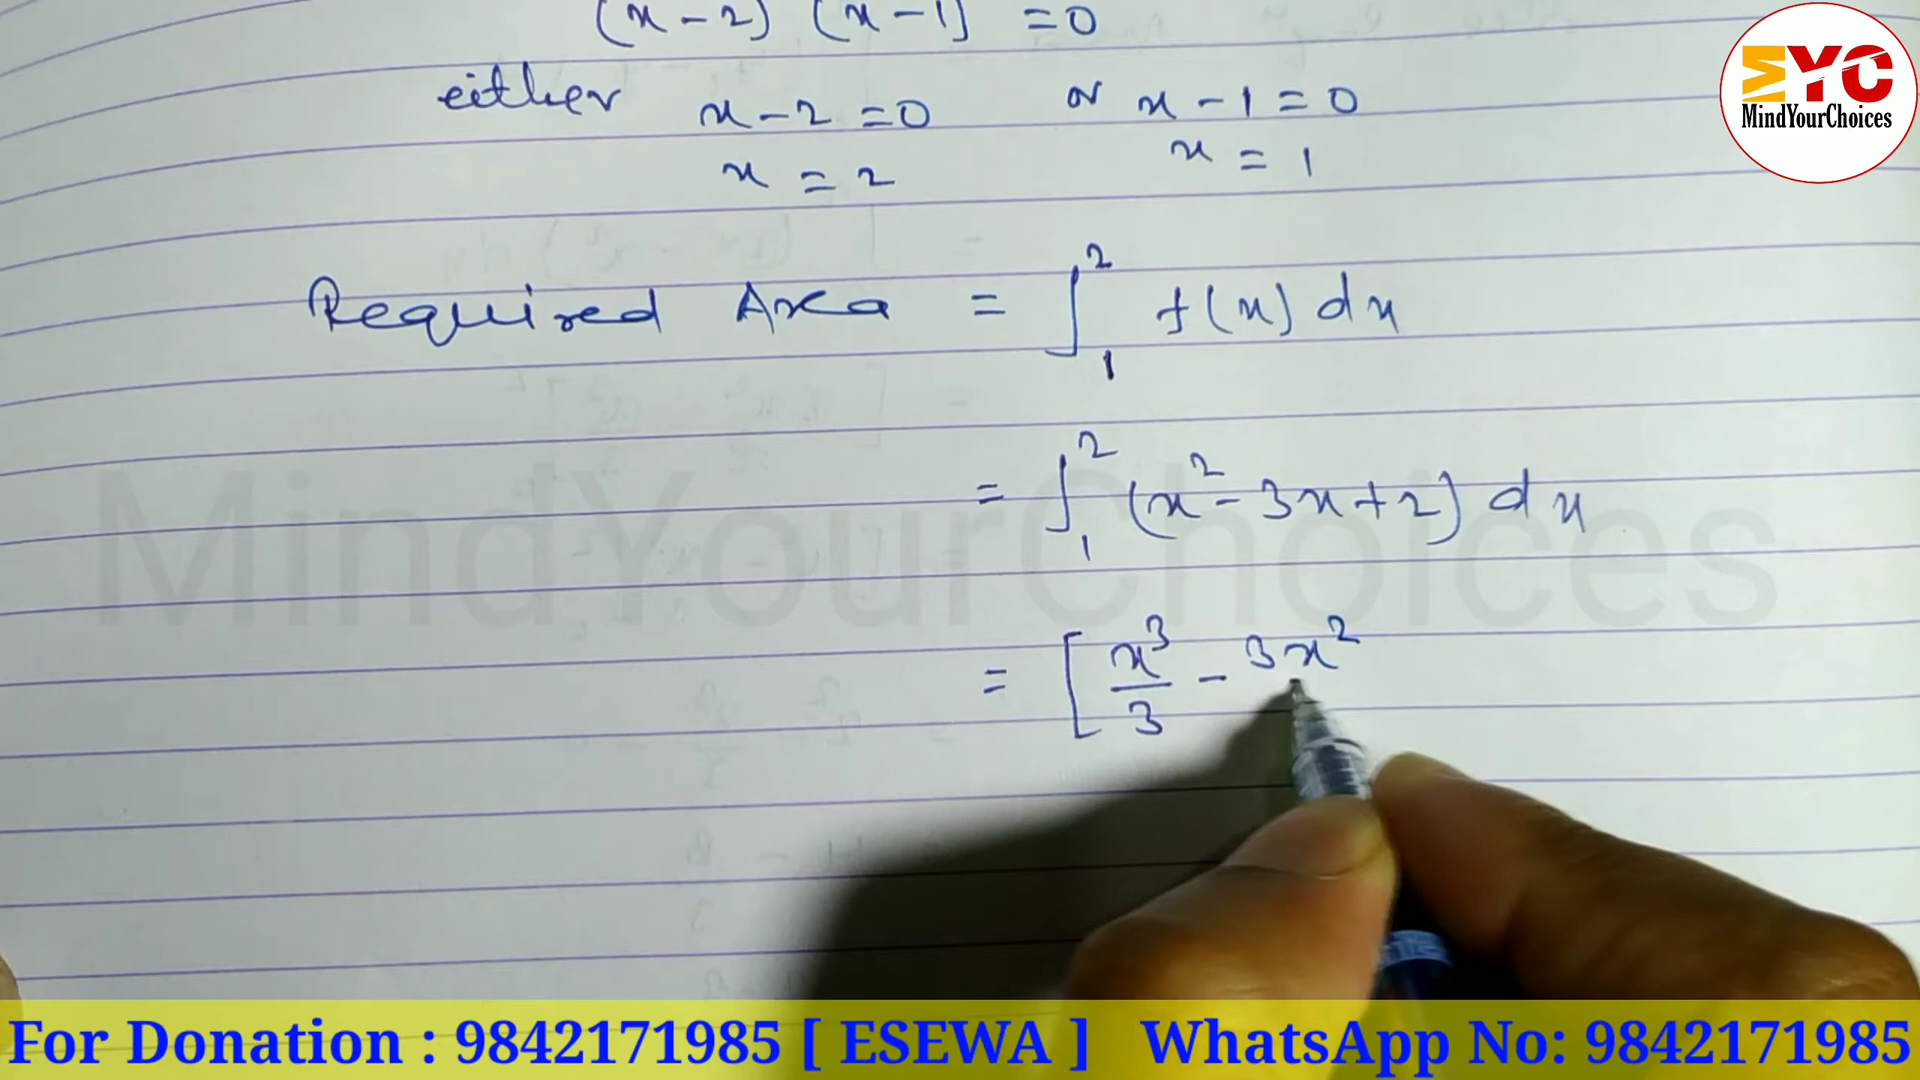 (x-2) (x-1) =0
either x-2=0 or x-1=0
x=2 x=1
Required Area = ∫₁² f(x) dx
= ∫₁² (x²-3x+2) dx
= [x³/3 - 3x²
MYC
MindYourChoices
MindYourChoices
For Donation : 9842171985 [ ESEWA ] WhatsApp No: 9842171985